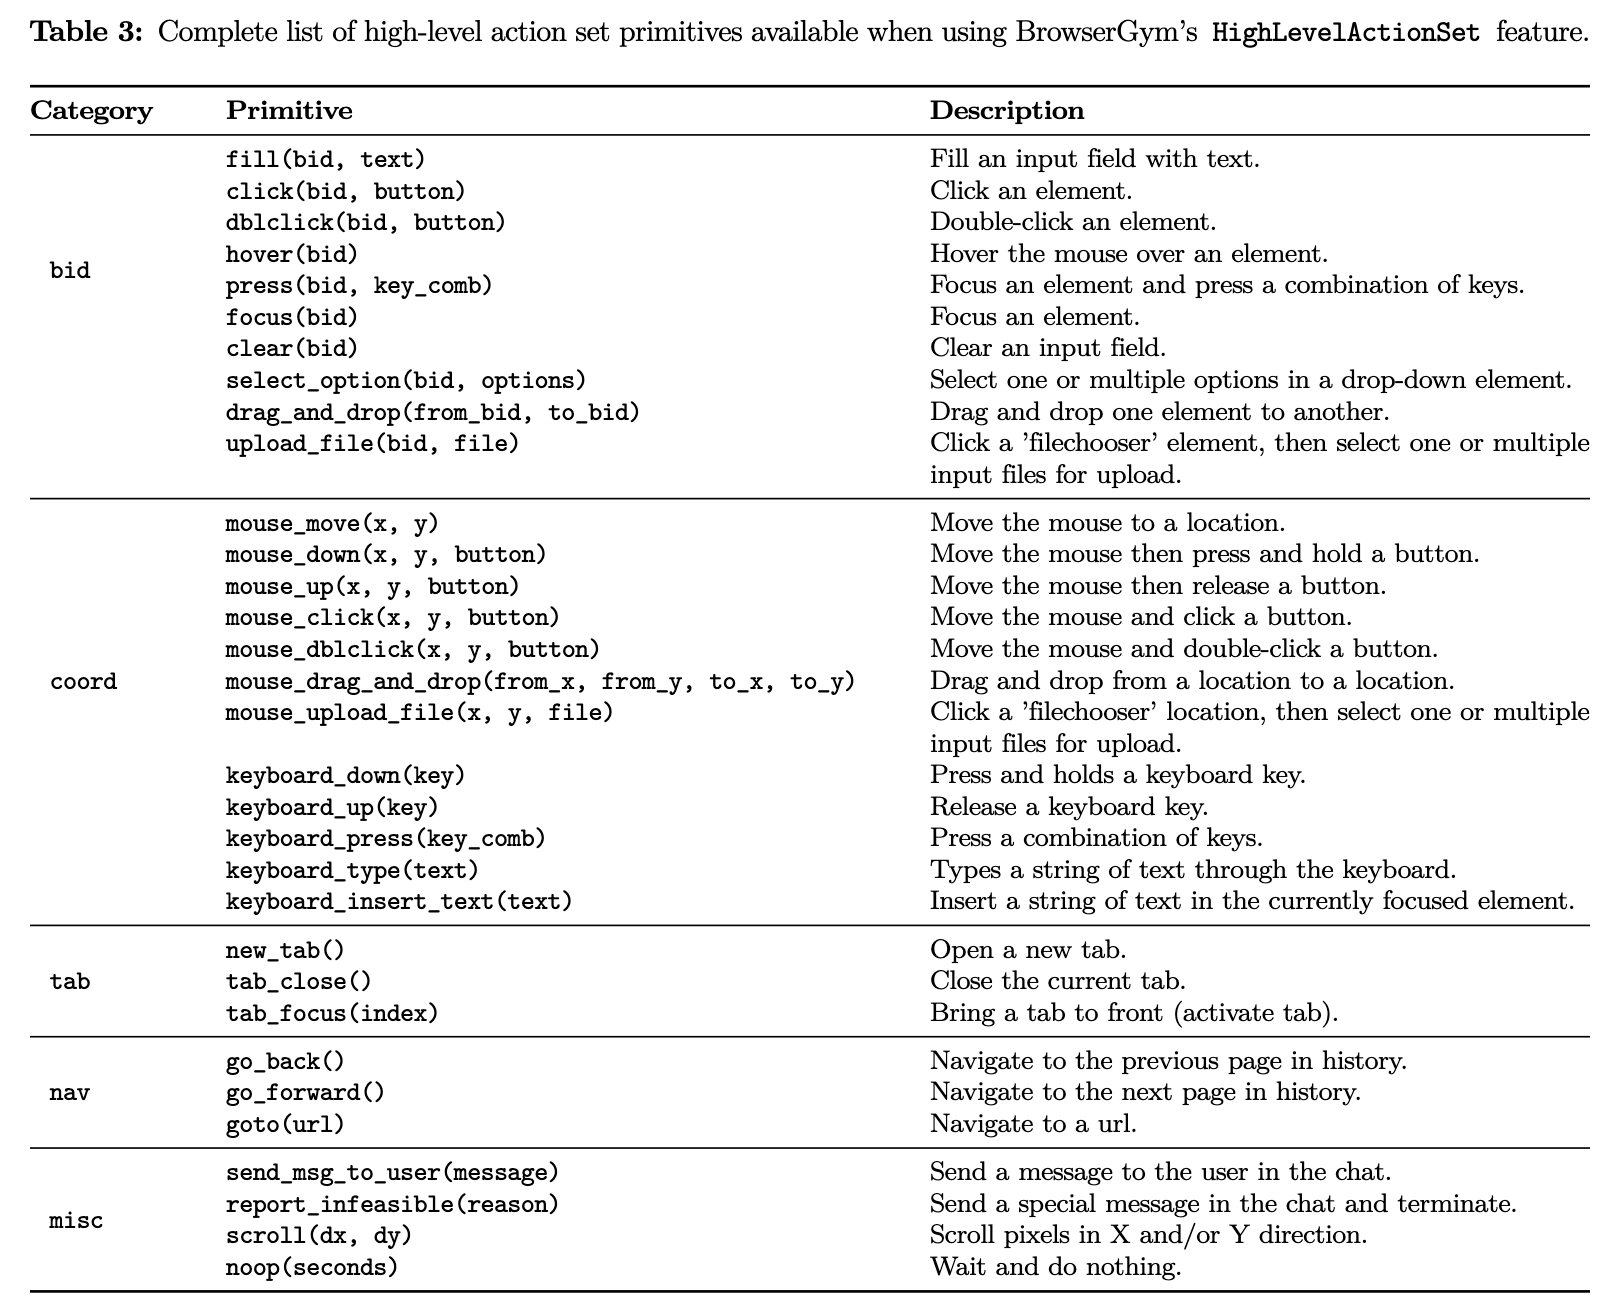 Table 3: Complete list of high-level action set primitives available when using BrowserGym's HighLevelActionSet feature.
Category Primitive Description
bid
fill(bid, text) Fill an input field with text.
click(bid, button) Click an element.
dblclick(bid, button) Double-click an element.
hover(bid) Hover the mouse over an element.
press(bid, key_comb) Focus an element and press a combination of keys.
focus(bid) Focus an element.
clear(bid) Clear an input field.
select_option(bid, options) Select one or multiple options in a drop-down element.
drag_and_drop(from_bid, to_bid) Drag and drop one element to another.
upload_file(bid, file) Click a 'filechooser' element, then select one or multiple
input files for upload.
coord
mouse_move(x, y) Move the mouse to a location.
mouse_down(x, y, button) Move the mouse then press and hold a button.
mouse_up(x, y, button) Move the mouse then release a button.
mouse_click(x, y, button) Move the mouse and click a button.
mouse_dblclick(x, y, button) Move the mouse and double-click a button.
mouse_drag_and_drop(from_x, from_y, to_x, to_y) Drag and drop from a location to a location.
mouse_upload_file(x, y, file) Click a 'filechooser' location, then select one or multiple
input files for upload.
keyboard_down(key) Press and holds a keyboard key.
keyboard_up(key) Release a keyboard key.
keyboard_press(key_comb) Press a combination of keys.
keyboard_type(text) Types a string of text through the keyboard.
keyboard_insert_text(text) Insert a string of text in the currently focused element.
tab
new_tab() Open a new tab.
tab_close() Close the current tab.
tab_focus(index) Bring a tab to front (activate tab).
nav
go_back() Navigate to the previous page in history.
go_forward() Navigate to the next page in history.
goto(url) Navigate to a url.
misc
send_msg_to_user(message) Send a message to the user in the chat.
report_infeasible(reason) Send a special message in the chat and terminate.
scroll(dx, dy) Scroll pixels in X and/or Y direction.
noop(seconds) Wait and do nothing.